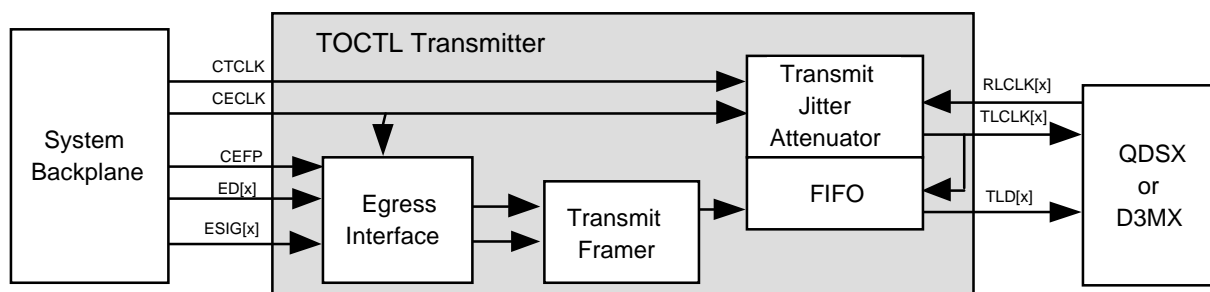 TOCTL Transmitter
System
Backplane
CTCLK
CECLK
CEFP
ED[x]
ESIG[x]
Egress
Interface
Transmit
Framer
Transmit
Jitter
Attenuator
FIFO
RLCLK[x]
TLCLK[x]
TLD[x]
QDSX
or
D3MX